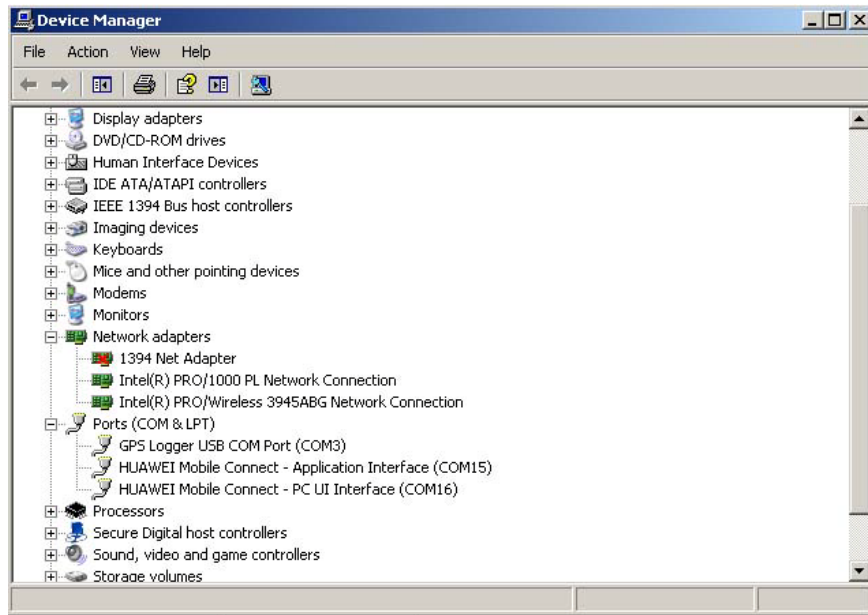 Device Manager
File Action View Help
Display adapters
DVD/CD-ROM drives
Human Interface Devices
IDE ATA/ATAPI controllers
IEEE 1394 Bus host controllers
Imaging devices
Keyboards
Mice and other pointing devices
Modems
Monitors
Network adapters
1394 Net Adapter
Intel(R) PRO/1000 PL Network Connection
Intel(R) PRO/Wireless 3945ABG Network Connection
Ports (COM & LPT)
GPS Logger USB COM Port (COM3)
HUAWEI Mobile Connect - Application Interface (COM15)
HUAWEI Mobile Connect - PC UI Interface (COM16)
Processors
Secure Digital host controllers
Sound, video and game controllers
Storage volumes